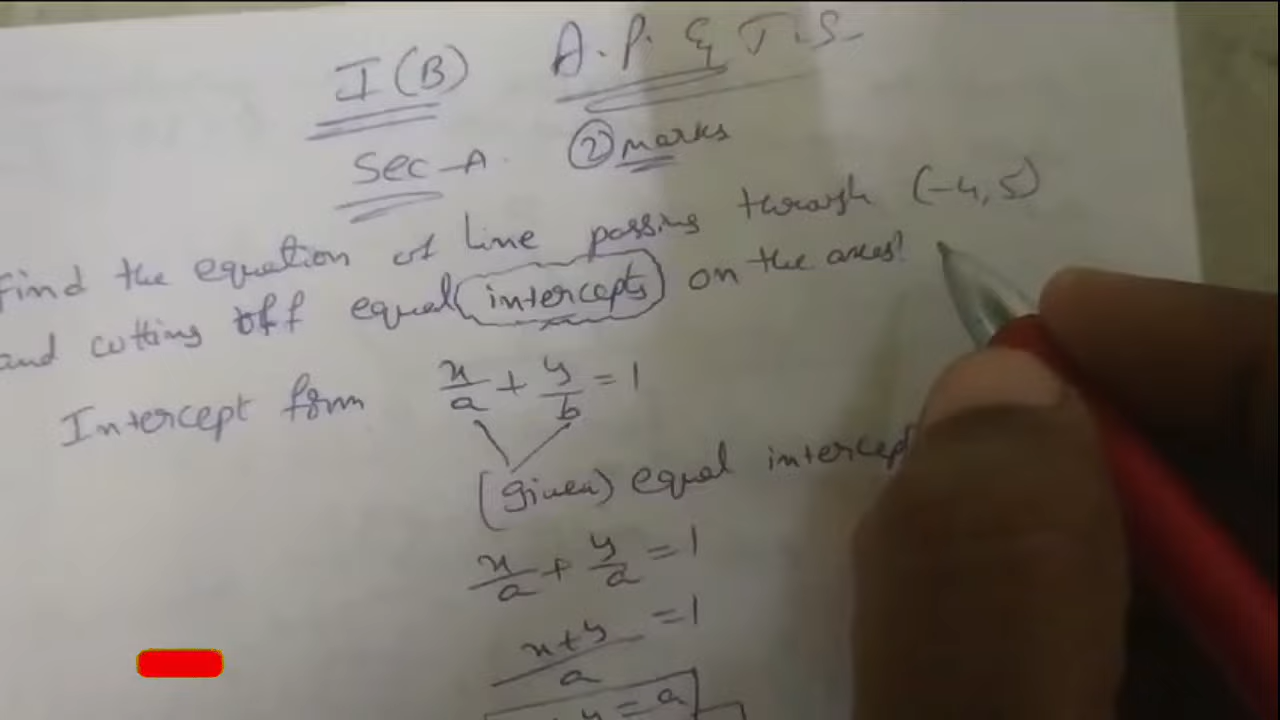 I (B) A.P. & T.S.
Sec-A. ② marks
Find the equation of line passing through (-4, 5)
and cutting off equal intercepts on the axes?
Intercept form x/a + y/b = 1
(given) equal intercept
x/a + y/a = 1
x+y/a = 1
y = a